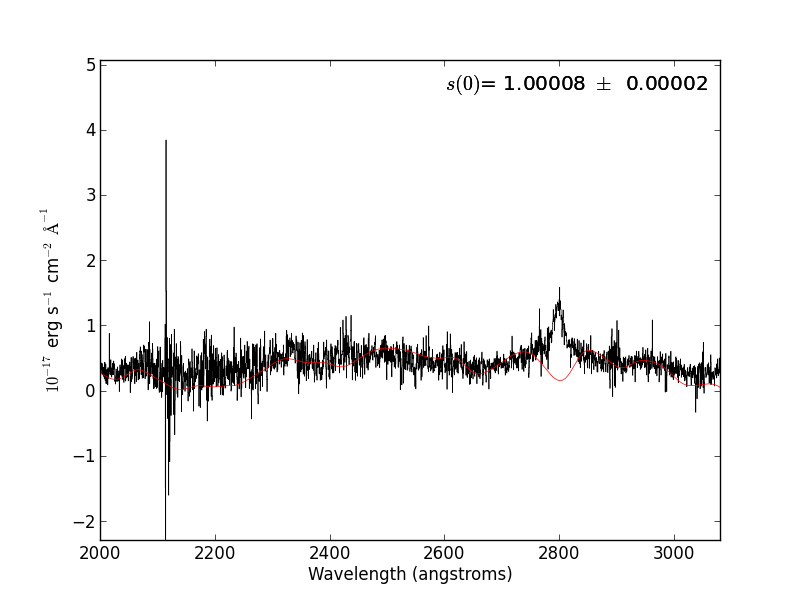 s(0)= 1.00008 ± 0.00002
5
4
3
2
1
0
−1
−2
10⁻¹⁷ erg s⁻¹ cm⁻² Å⁻¹
2000 2200 2400 2600 2800 3000
Wavelength (angstroms)